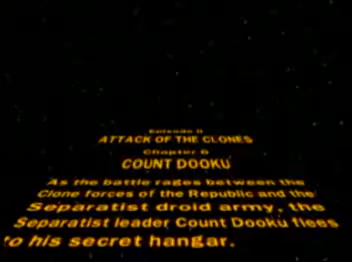 Episode II
ATTACK OF THE CLONES
Chapter 6
COUNT DOOKU
As the battle rages between the
Clone forces of the Republic and the
Separatist droid army, the
Separatist leader Count Dooku flees
to his secret hangar.